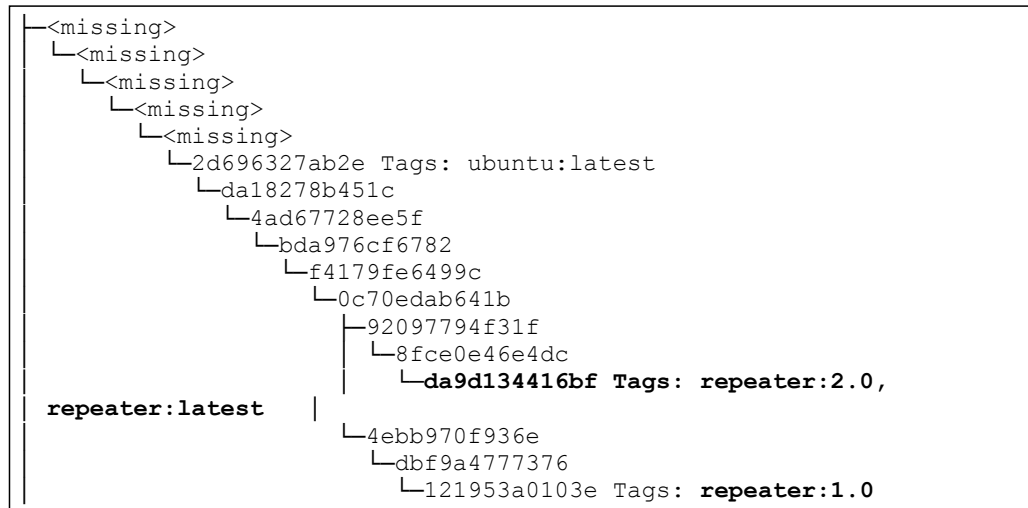 ├─<missing>
│ └─<missing>
│   └─<missing>
│     └─<missing>
│       └─<missing>
│         └─2d696327ab2e Tags: ubuntu:latest
│           └─da18278b451c
│             └─4ad67728ee5f
│               └─bda976cf6782
│                 └─f4179fe6499c
│                   └─0c70edab641b
│                     ├─92097794f31f
│                     │ └─8fce0e46e4dc
│                     │   └─da9d134416bf Tags: repeater:2.0,
│ repeater:latest   │
│                     └─4ebb970f936e
│                       └─dbf9a4777376
│                         └─121953a0103e Tags: repeater:1.0